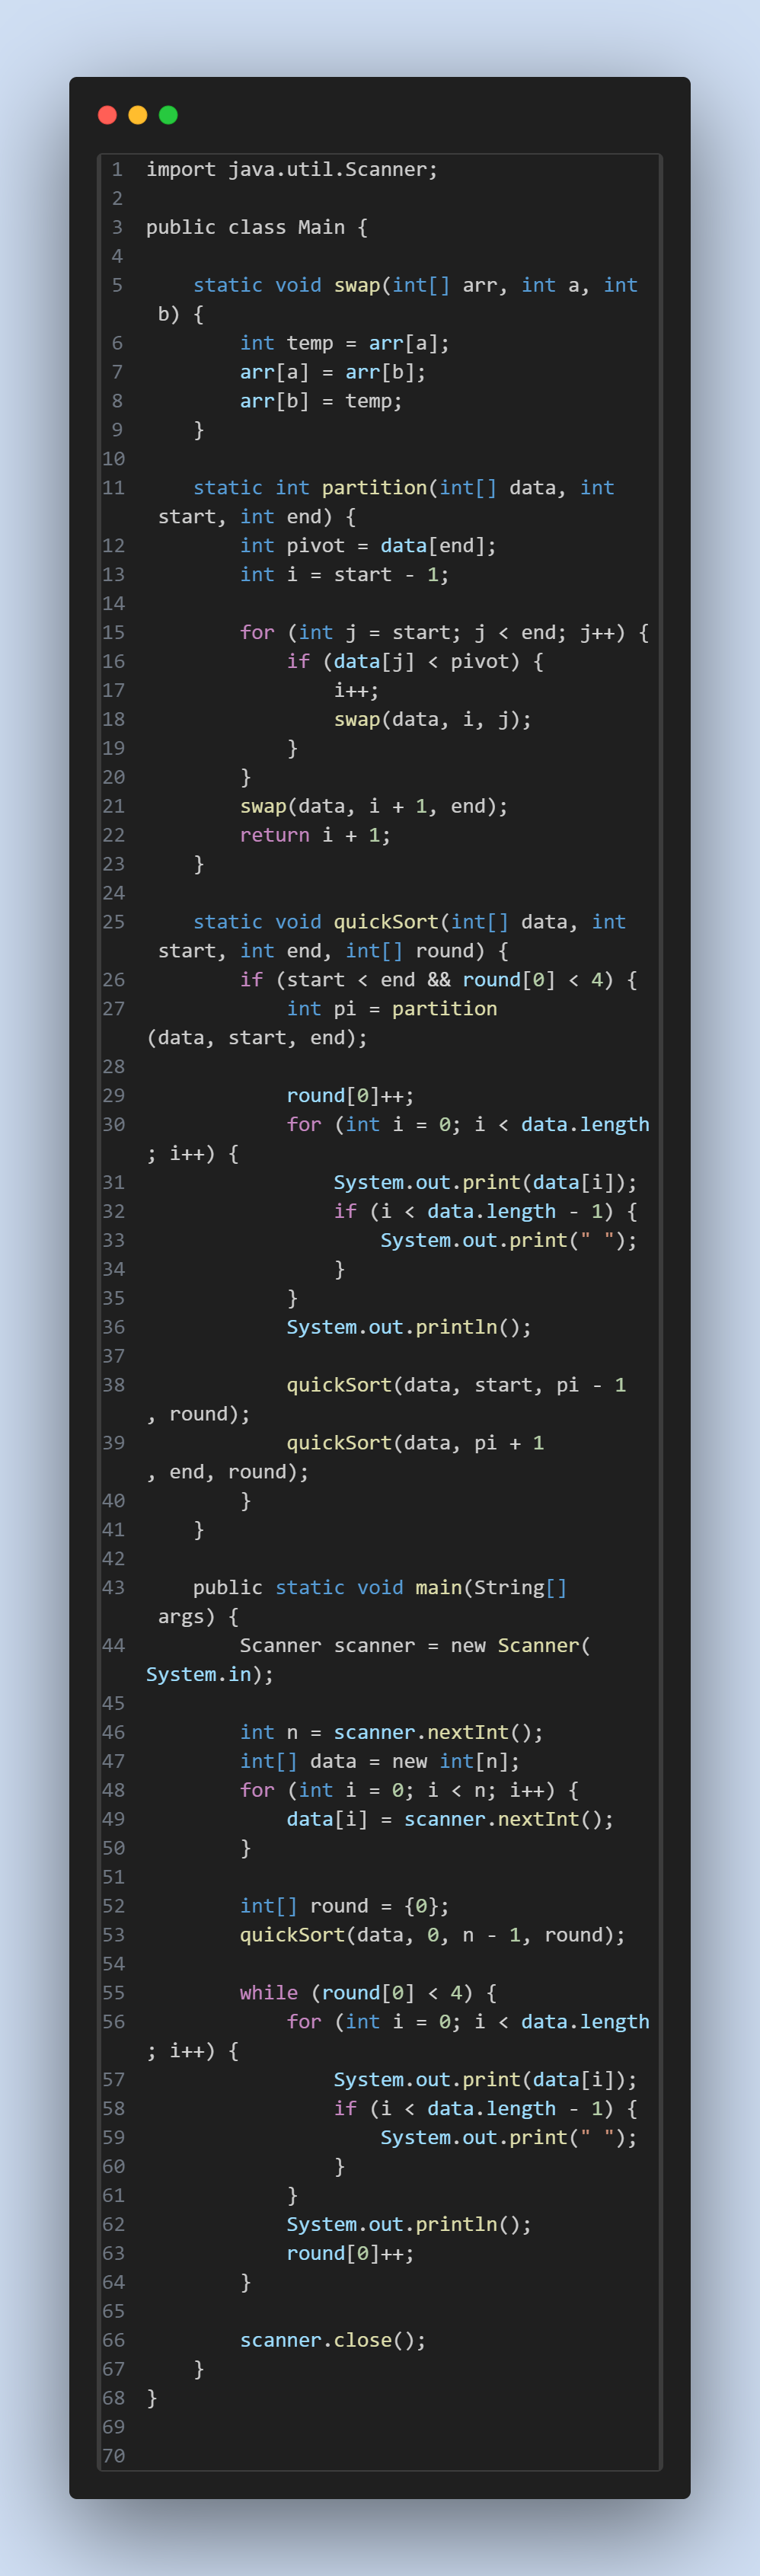 1 import java.util.Scanner;
2
3 public class Main {
4
5     static void swap(int[] arr, int a, int
 b) {
6         int temp = arr[a];
7         arr[a] = arr[b];
8         arr[b] = temp;
9     }
10
11     static int partition(int[] data, int
 start, int end) {
12         int pivot = data[end];
13         int i = start - 1;
14
15         for (int j = start; j < end; j++) {
16             if (data[j] < pivot) {
17                 i++;
18                 swap(data, i, j);
19             }
20         }
21         swap(data, i + 1, end);
22         return i + 1;
23     }
24
25     static void quickSort(int[] data, int
 start, int end, int[] round) {
26         if (start < end && round[0] < 4) {
27             int pi = partition
(data, start, end);
28
29             round[0]++;
30             for (int i = 0; i < data.length
; i++) {
31                 System.out.print(data[i]);
32                 if (i < data.length - 1) {
33                     System.out.print(" ");
34                 }
35             }
36             System.out.println();
37
38             quickSort(data, start, pi - 1
, round);
39             quickSort(data, pi + 1
, end, round);
40         }
41     }
42
43     public static void main(String[]
 args) {
44         Scanner scanner = new Scanner(
System.in);
45
46         int n = scanner.nextInt();
47         int[] data = new int[n];
48         for (int i = 0; i < n; i++) {
49             data[i] = scanner.nextInt();
50         }
51
52         int[] round = {0};
53         quickSort(data, 0, n - 1, round);
54
55         while (round[0] < 4) {
56             for (int i = 0; i < data.length
; i++) {
57                 System.out.print(data[i]);
58                 if (i < data.length - 1) {
59                     System.out.print(" ");
60                 }
61             }
62             System.out.println();
63             round[0]++;
64         }
65
66         scanner.close();
67     }
68 }
69
70